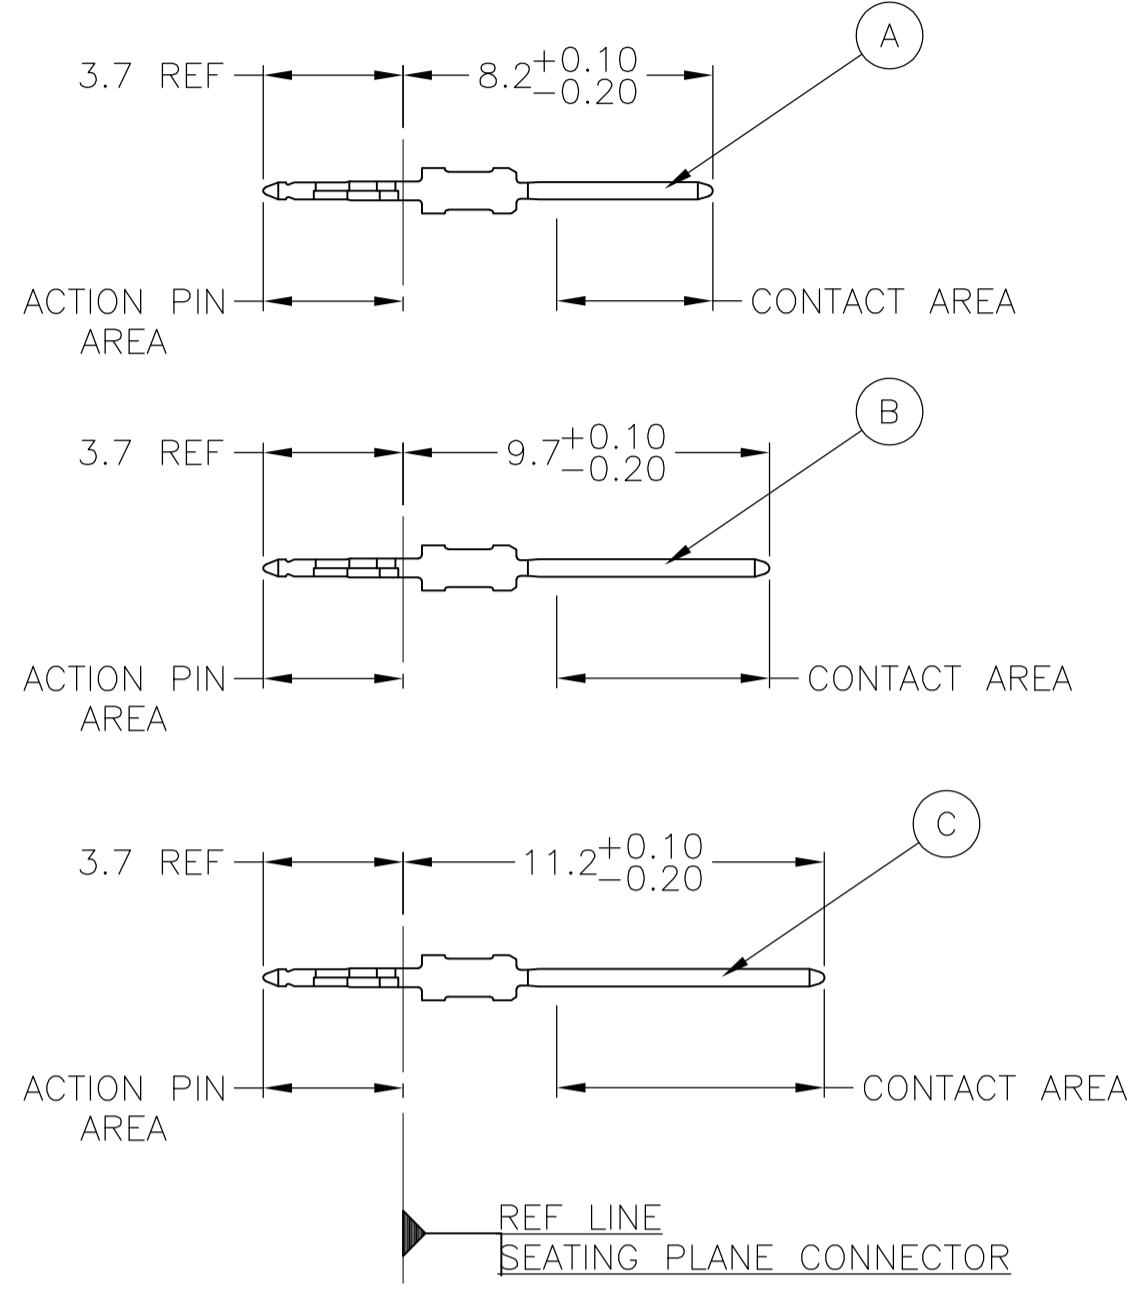 A
3.7 REF 8.2 +0.10 −0.20
ACTION PIN AREA
CONTACT AREA
B
3.7 REF 9.7 +0.10 −0.20
ACTION PIN AREA
CONTACT AREA
C
3.7 REF 11.2 +0.10 −0.20
ACTION PIN AREA
CONTACT AREA
REF LINE
SEATING PLANE CONNECTOR